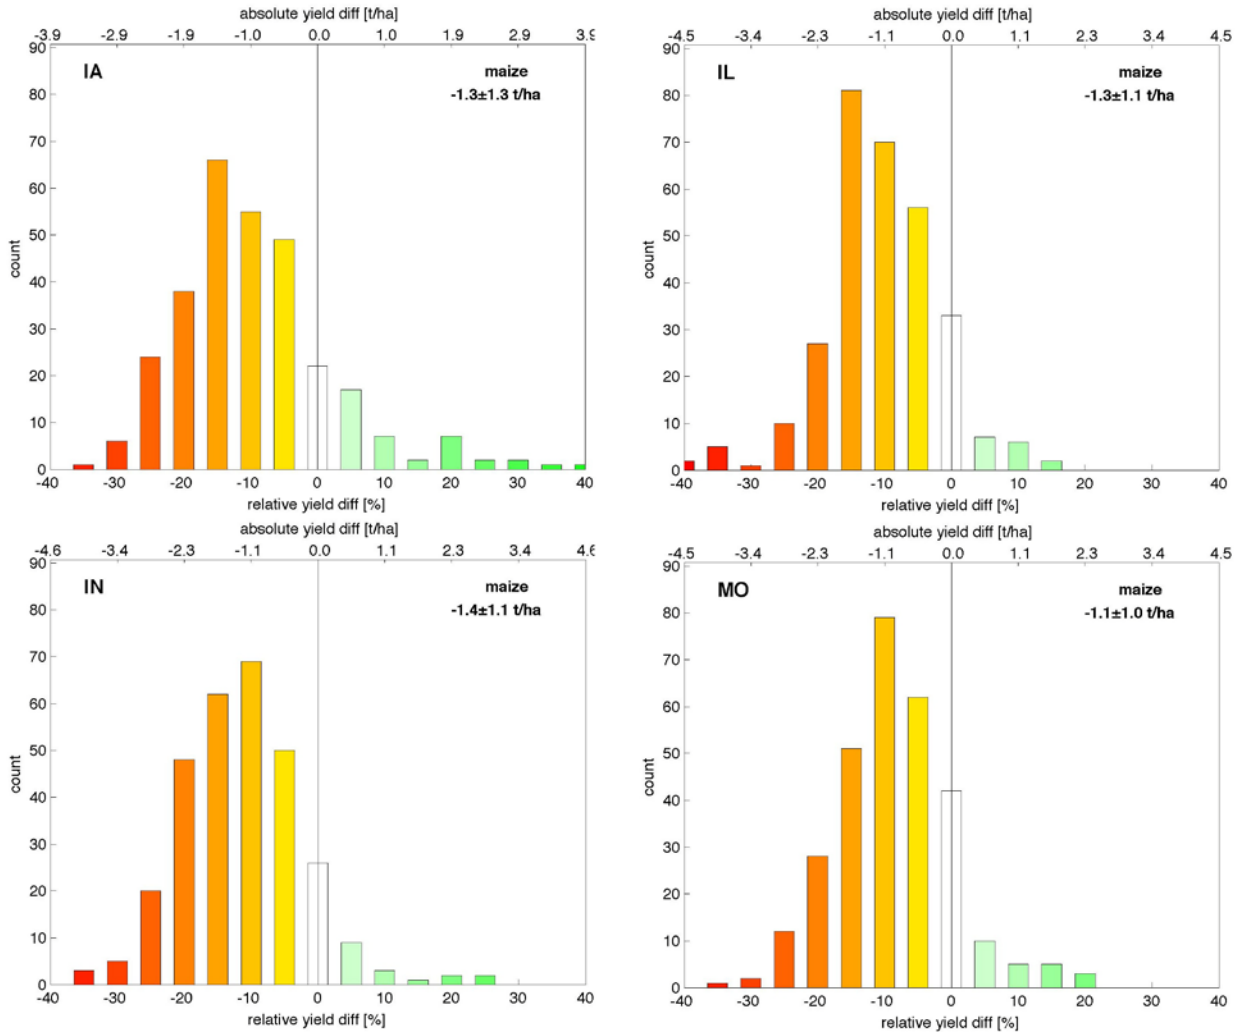 absolute yield diff [t/ha]
-3.9 -2.9 -1.9 -1.0 0.0 1.0 1.9 2.9 3.9
IA
maize
-1.3±1.3 t/ha
count
90
80
70
60
50
40
30
20
10
0
-40 -30 -20 -10 0 10 20 30 40
relative yield diff [%]
absolute yield diff [t/ha]
-4.5 -3.4 -2.3 -1.1 0.0 1.1 2.3 3.4 4.5
IL
maize
-1.3±1.1 t/ha
count
90
80
70
60
50
40
30
20
10
0
-40 -30 -20 -10 0 10 20 30 40
relative yield diff [%]
absolute yield diff [t/ha]
-4.6 -3.4 -2.3 -1.1 0.0 1.1 2.3 3.4 4.6
IN
maize
-1.4±1.1 t/ha
count
90
80
70
60
50
40
30
20
10
0
-40 -30 -20 -10 0 10 20 30 40
relative yield diff [%]
absolute yield diff [t/ha]
-4.5 -3.4 -2.3 -1.1 0.0 1.1 2.3 3.4 4.5
MO
maize
-1.1±1.0 t/ha
count
90
80
70
60
50
40
30
20
10
0
-40 -30 -20 -10 0 10 20 30 40
relative yield diff [%]